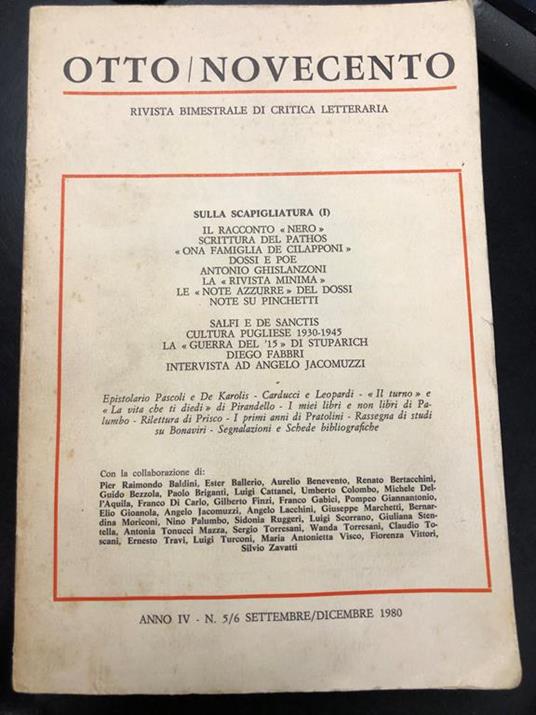 OTTO/NOVECENTO
RIVISTA BIMESTRALE DI CRITICA LETTERARIA
SULLA SCAPIGLIATURA (I)
IL RACCONTO « NERO »
SCRITTURA DEL PATHOS
« ONA FAMIGLIA DE CILAPPONI »
DOSSI E POE
ANTONIO GHISLANZONI
LA « RIVISTA MINIMA »
LE « NOTE AZZURRE » DEL DOSSI
NOTE SU PINCHETTI
SALFI E DE SANCTIS
CULTURA PUGLIESE 1930-1945
LA « GUERRA DEL '15 » DI STUPARICH
DIEGO FABBRI
INTERVISTA AD ANGELO JACOMUZZI
Epistolario Pascoli e De Karolis - Carducci e Leopardi - « Il turno » e
« La vita che ti diedi » di Pirandello - I miei libri e non libri di Pa-
lumbo - Rilettura di Prisco - I primi anni di Pratolini - Rassegna di studi
su Bonaviri - Segnalazioni e Schede bibliografiche
Con la collaborazione di:
Pier Raimondo Baldini, Ester Ballerio, Aurelio Benevento, Renato Bertacchini,
Guido Bezzola, Paolo Briganti, Luigi Cattanei, Umberto Colombo, Michele Del-
l'Aquila, Franco Di Carlo, Gilberto Finzi, Franco Gabici, Pompeo Giannantonio,
Elio Gioanola, Angelo Jacomuzzi, Angelo Lacchini, Giuseppe Marchetti, Bernar-
dina Moriconi, Nino Palumbo, Sidonia Ruggeri, Luigi Scorrano, Giuliana Sten-
tella, Antonia Tonucci Mazza, Sergio Torresani, Wanda Torresani, Claudio To-
scani, Ernesto Travi, Luigi Turconi, Maria Antonietta Visco, Fiorenza Vittori,
Silvio Zavatti
ANNO IV - N. 5/6 SETTEMBRE/DICEMBRE 1980